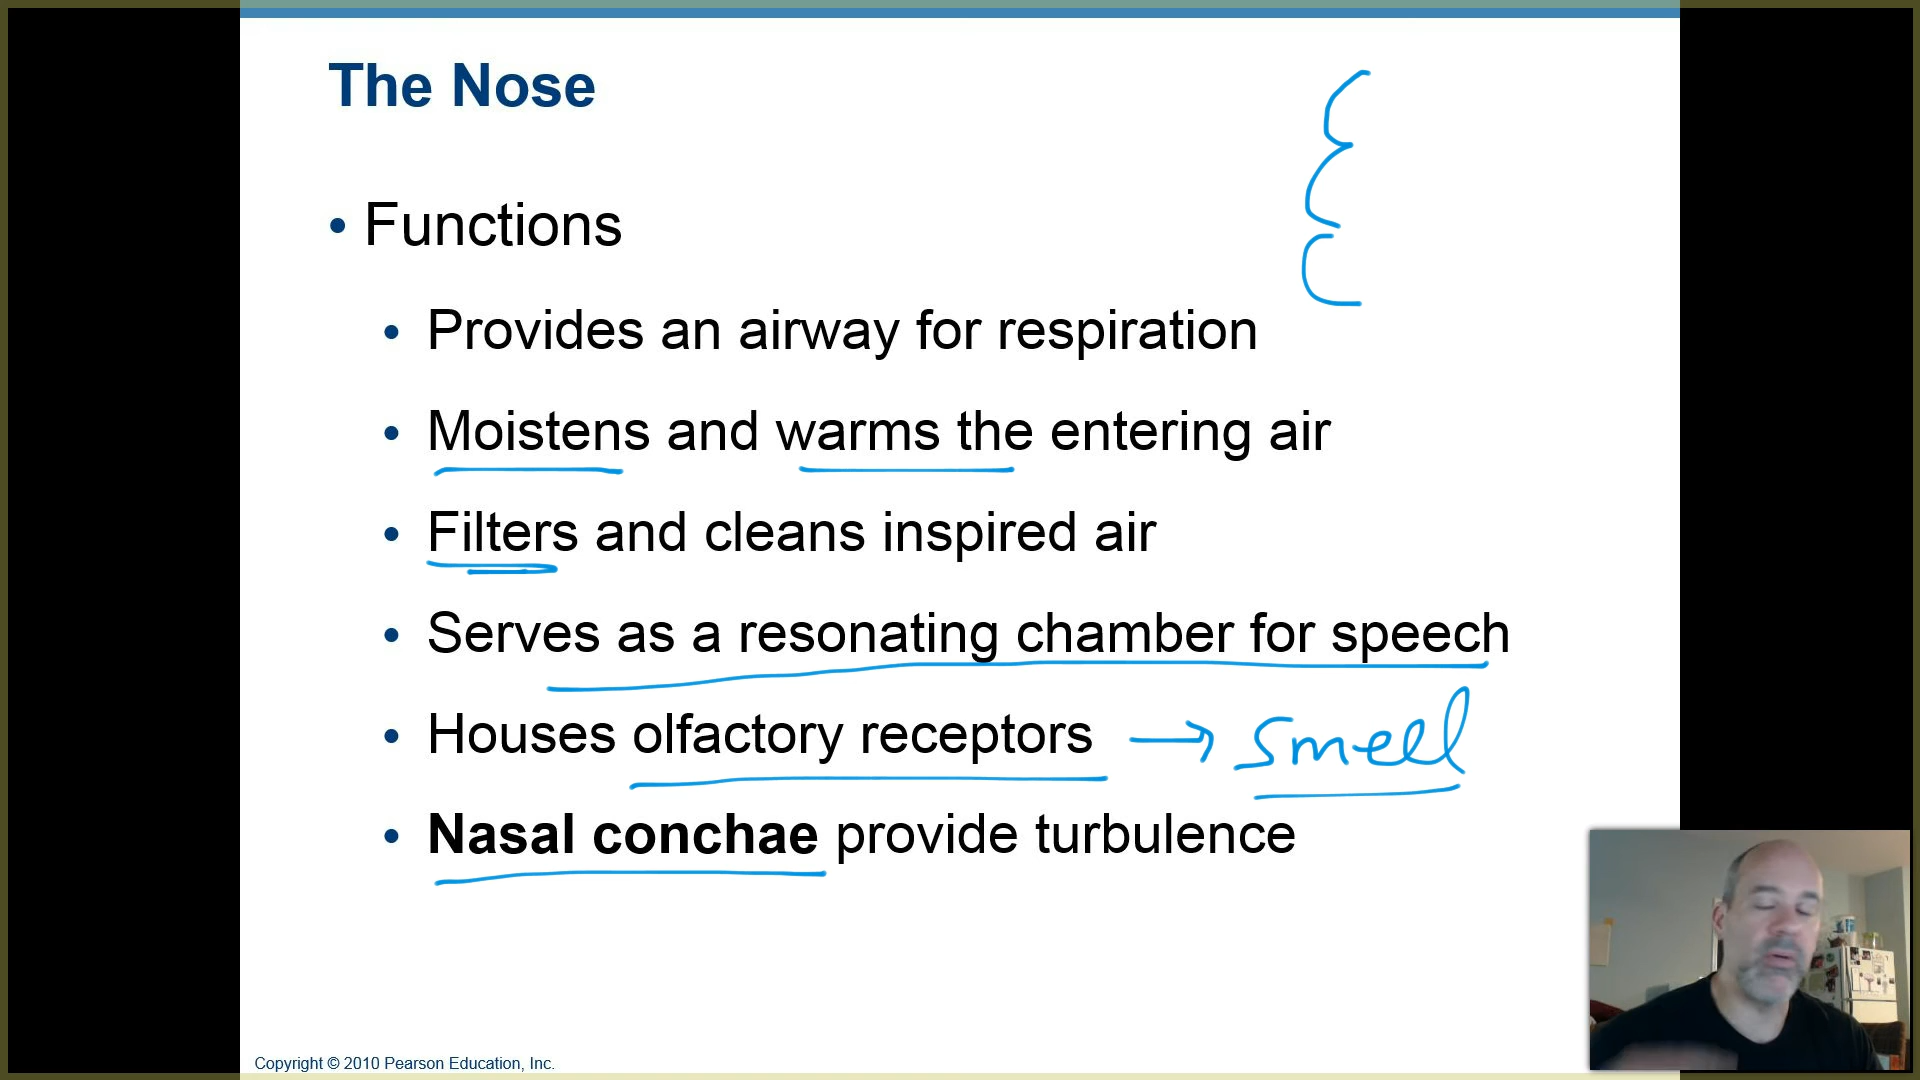 The Nose
• Functions
• Provides an airway for respiration
• Moistens and warms the entering air
• Filters and cleans inspired air
• Serves as a resonating chamber for speech
• Houses olfactory receptors → smell
• Nasal conchae provide turbulence
Copyright © 2010 Pearson Education, Inc.